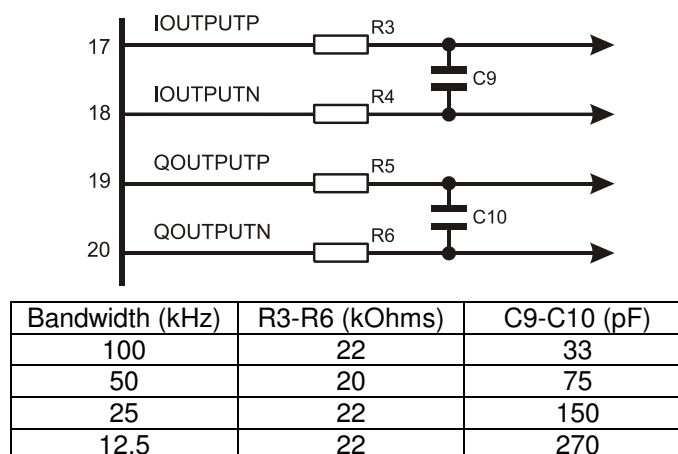 IOUTPUTP
R3
17
C9
IOUTPUTN
R4
18
QOUTPUTP
R5
19
C10
QOUTPUTN
R6
20
Bandwidth (kHz) R3-R6 (kOhms) C9-C10 (pF)
100 22 33
50 20 75
25 22 150
12.5 22 270